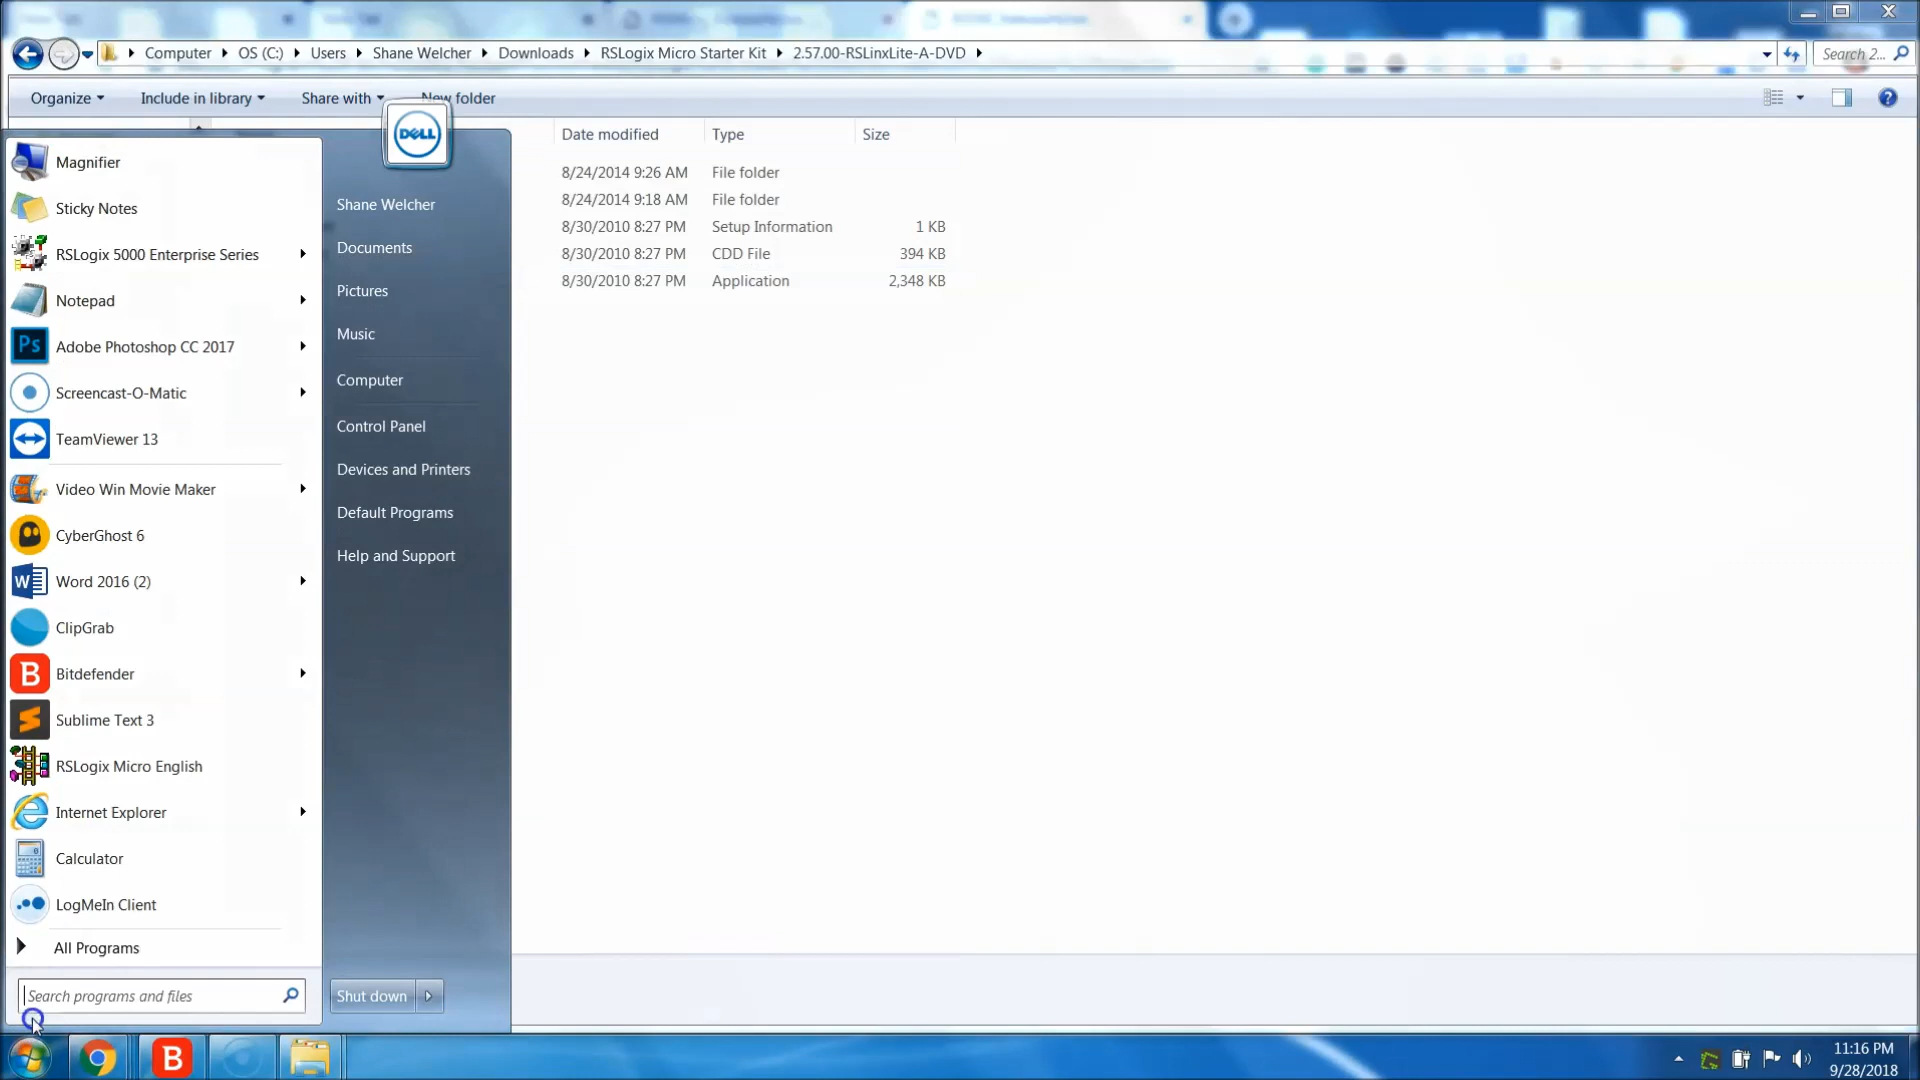 Computer OS (C:) Users Shane Welcher Downloads RSLogix Micro Starter Kit 2.57.00-RSLinxLite-A-DVD
Search 2...
Organize Include in library Share with New folder
DELL
Date modified Type Size
8/24/2014 9:26 AM File folder
8/24/2014 9:18 AM File folder
8/30/2010 8:27 PM Setup Information 1 KB
8/30/2010 8:27 PM CDD File 394 KB
8/30/2010 8:27 PM Application 2,348 KB
Magnifier
Sticky Notes
RSLogix 5000 Enterprise Series
Notepad
Ps Adobe Photoshop CC 2017
Screencast-O-Matic
TeamViewer 13
Video Win Movie Maker
CyberGhost 6
W Word 2016 (2)
ClipGrab
B Bitdefender
Sublime Text 3
RSLogix Micro English
Internet Explorer
Calculator
LogMeIn Client
All Programs
Search programs and files
Shane Welcher
Documents
Pictures
Music
Computer
Control Panel
Devices and Printers
Default Programs
Help and Support
Shut down
B
11:16 PM
9/28/2018